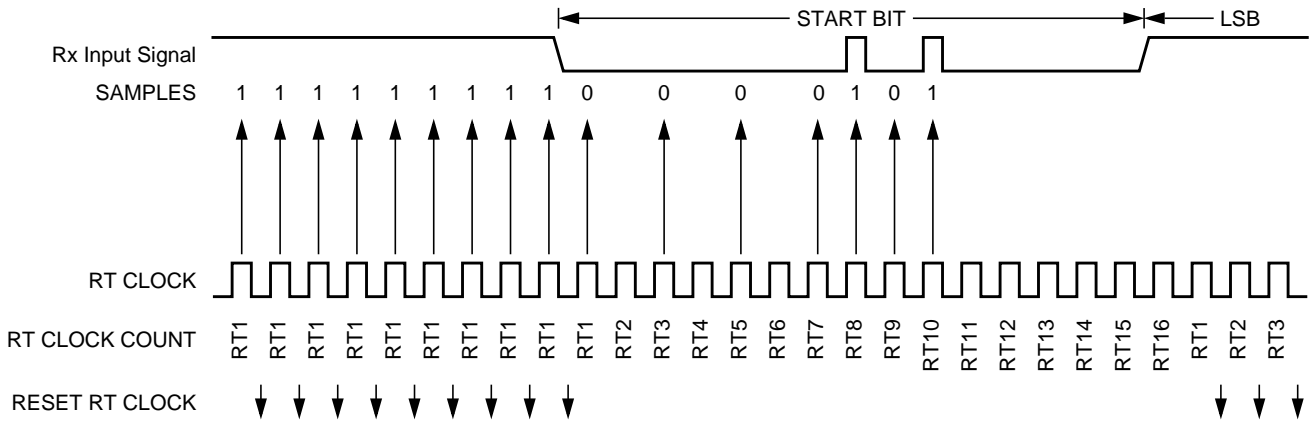 START BIT LSB
Rx Input Signal
SAMPLES 1 1 1 1 1 1 1 1 1 0 0 0 0 1 0 1
RT CLOCK
RT CLOCK COUNT RT1 RT1 RT1 RT1 RT1 RT1 RT1 RT1 RT1 RT1 RT2 RT3 RT4 RT5 RT6 RT7 RT8 RT9 RT10 RT11 RT12 RT13 RT14 RT15 RT16 RT1 RT2 RT3
RESET RT CLOCK